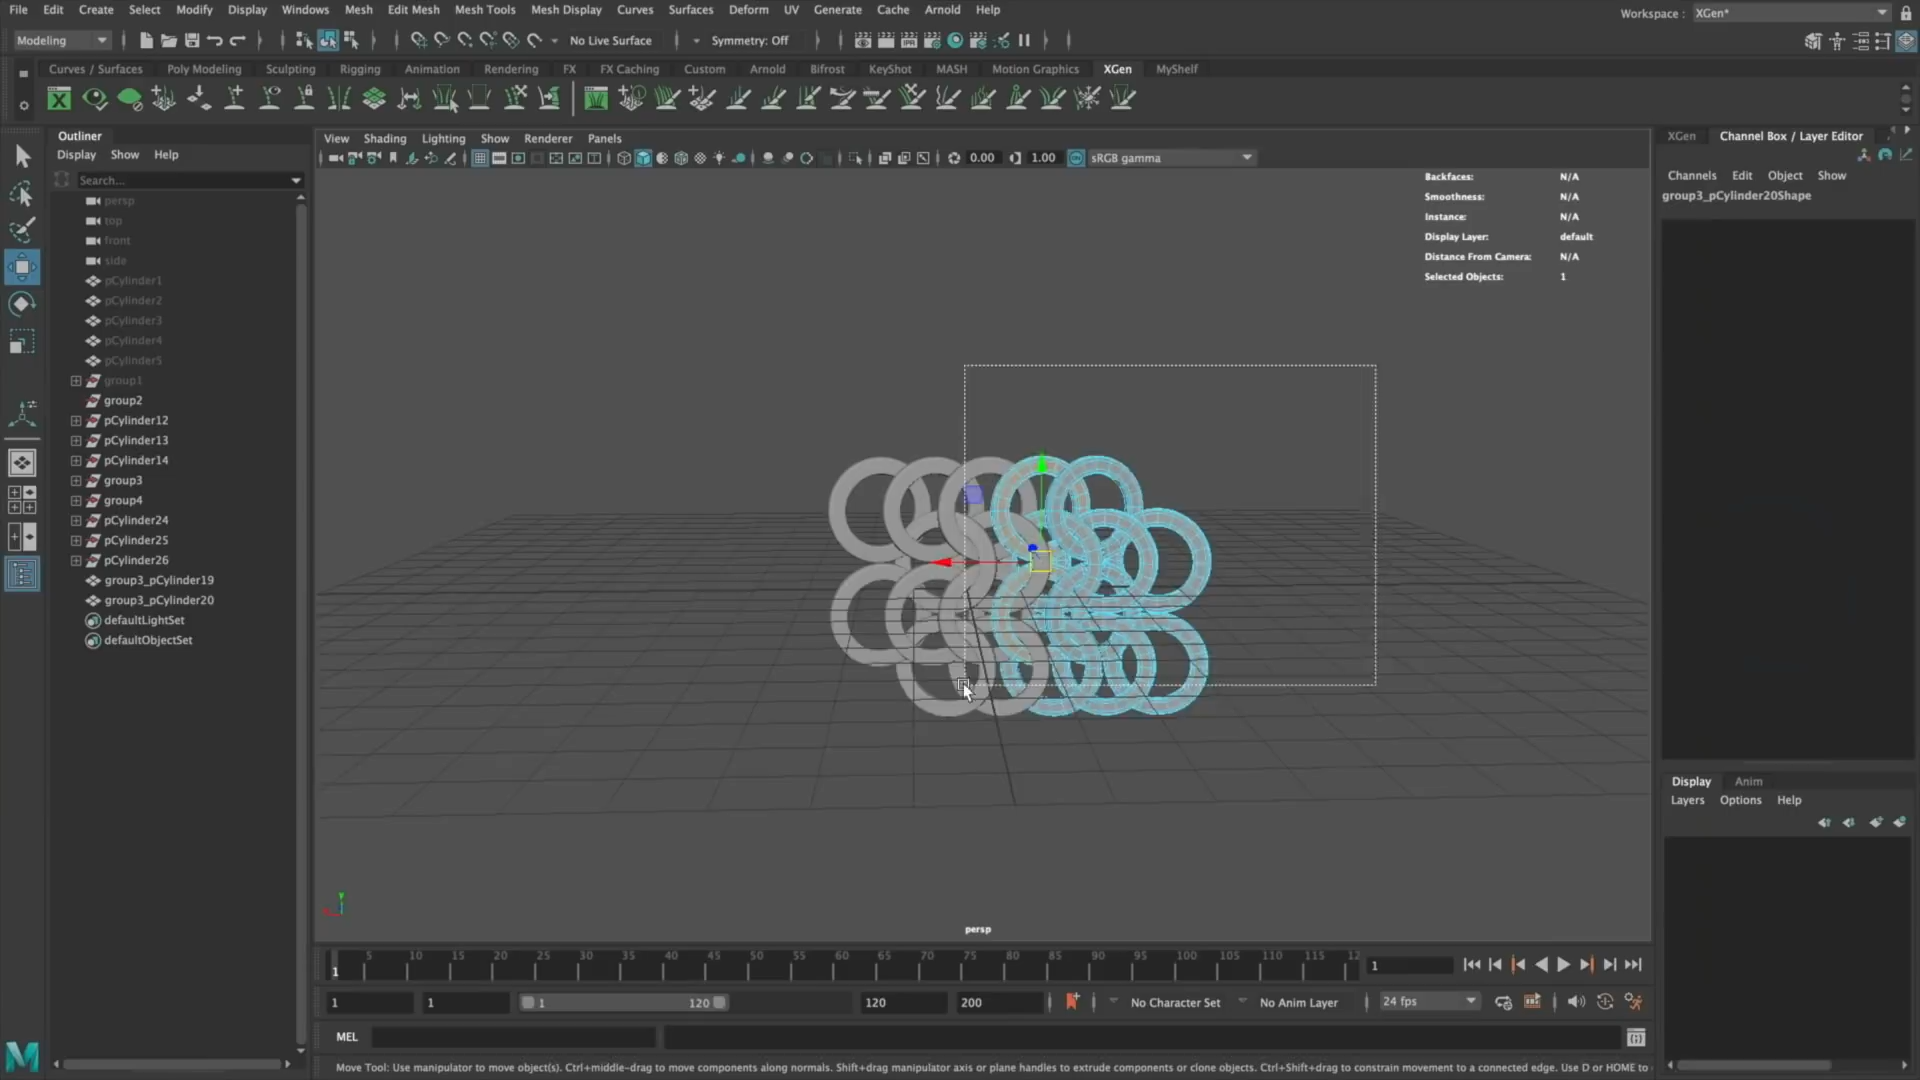 File Edit Create Select Modify Display Windows Mesh Edit Mesh Mesh Tools Mesh Display Curves Surfaces Deform UV Generate Cache Arnold Help
Workspace : XGen*
Modeling No Live Surface Symmetry: Off
Curves / Surfaces Poly Modeling Sculpting Rigging Animation Rendering FX FX Caching Custom Arnold Bifrost KeyShot MASH Motion Graphics XGen MyShelf
Outliner
Display Show Help
Search...
persp
top
front
side
pCylinder1
pCylinder2
pCylinder3
pCylinder4
pCylinder5
group1
group2
pCylinder12
pCylinder13
pCylinder14
group3
group4
pCylinder24
pCylinder25
pCylinder26
group3_pCylinder19
group3_pCylinder20
defaultLightSet
defaultObjectSet
View Shading Lighting Show Renderer Panels
0.00 1.00 sRGB gamma
Backfaces: N/A
Smoothness: N/A
Instance: N/A
Display Layer: default
Distance From Camera: N/A
Selected Objects: 1
persp
XGen Channel Box / Layer Editor
Channels Edit Object Show
group3_pCylinder20Shape
Display Anim
Layers Options Help
5 10 15 20 25 30 35 40 45 50 55 60 65 70 75 80 85 90 95 100 105 110 115 12
1
1
1 1 1 120 120 200 No Character Set No Anim Layer 24 fps
MEL
Move Tool: Use manipulator to move object(s). Ctrl+middle-drag to move components along normals. Shift+drag manipulator axis or plane handles to extrude components or clone objects. Ctrl+Shift+drag to constrain movement to a connected edge. Use D or HOME to